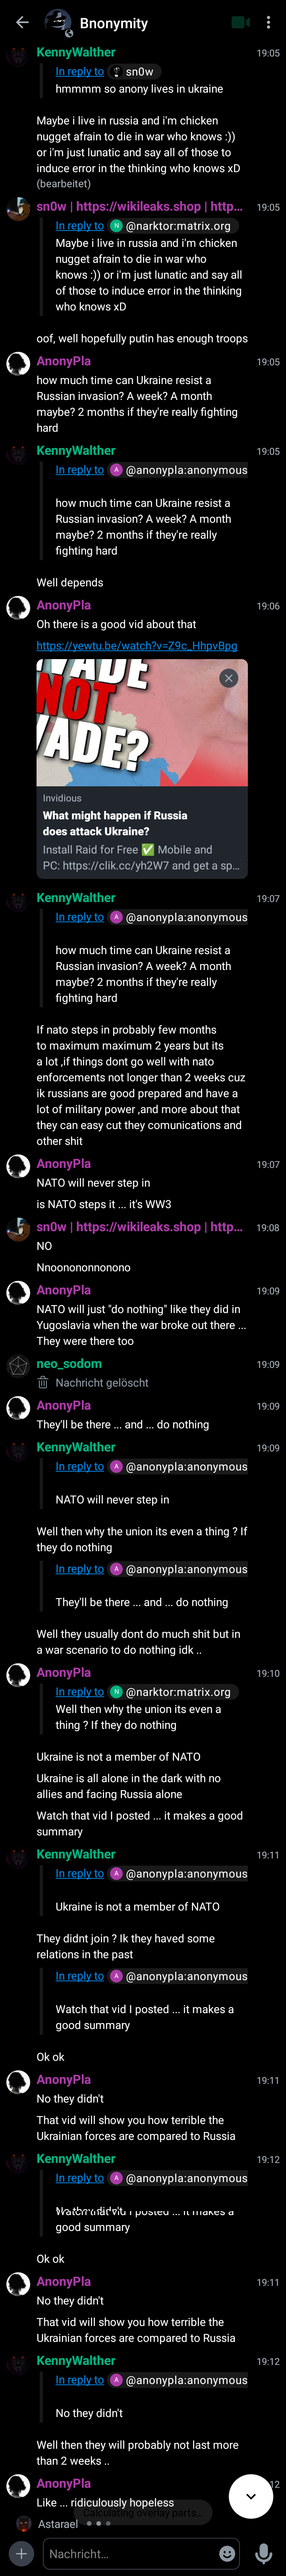 Bnonymity
KennyWalther 19:05
In reply to sn0w
hmmmm so anony lives in ukraine
Maybe i live in russia and i'm chicken
nugget afrain to die in war who knows :))
or i'm just lunatic and say all of those to
induce error in the thinking who knows xD
(bearbeitet)
sn0w | https://wikileaks.shop | http... 19:05
In reply to N @narktor:matrix.org
Maybe i live in russia and i'm chicken
nugget afrain to die in war who
knows :)) or i'm just lunatic and say all
of those to induce error in the thinking
who knows xD
oof, well hopefully putin has enough troops
AnonyPla 19:05
how much time can Ukraine resist a
Russian invasion? A week? A month
maybe? 2 months if they're really fighting
hard
KennyWalther 19:05
In reply to A @anonypla:anonymous
how much time can Ukraine resist a
Russian invasion? A week? A month
maybe? 2 months if they're really
fighting hard
Well depends
AnonyPla 19:06
Oh there is a good vid about that
https://yewtu.be/watch?v=Z9c_HhpvBpg
VADE
NOT
VADE?
Invidious
What might happen if Russia
does attack Ukraine?
Install Raid for Free ✅ Mobile and
PC: https://clik.cc/yh2W7 and get a sp...
KennyWalther 19:07
In reply to A @anonypla:anonymous
how much time can Ukraine resist a
Russian invasion? A week? A month
maybe? 2 months if they're really
fighting hard
If nato steps in probably few months
to maximum maximum 2 years but its
a lot ,if things dont go well with nato
enforcements not longer than 2 weeks cuz
ik russians are good prepared and have a
lot of military power ,and more about that
they can easy cut they comunications and
other shit
AnonyPla 19:07
NATO will never step in
is NATO steps it ... it's WW3
sn0w | https://wikileaks.shop | http... 19:08
NO
Nnoonononnonono
AnonyPla 19:09
NATO will just "do nothing" like they did in
Yugoslavia when the war broke out there ...
They were there too
neo_sodom 19:09
Nachricht gelöscht
AnonyPla 19:09
They'll be there ... and ... do nothing
KennyWalther 19:09
In reply to A @anonypla:anonymous
NATO will never step in
Well then why the union its even a thing ? If
they do nothing
In reply to A @anonypla:anonymous
They'll be there ... and ... do nothing
Well they usually dont do much shit but in
a war scenario to do nothing idk ..
AnonyPla 19:10
In reply to N @narktor:matrix.org
Well then why the union its even a
thing ? If they do nothing
Ukraine is not a member of NATO
Ukraine is all alone in the dark with no
allies and facing Russia alone
Watch that vid I posted ... it makes a good
summary
KennyWalther 19:11
In reply to A @anonypla:anonymous
Ukraine is not a member of NATO
They didnt join ? Ik they haved some
relations in the past
In reply to A @anonypla:anonymous
Watch that vid I posted ... it makes a
good summary
Ok ok
AnonyPla 19:11
No they didn't
That vid will show you how terrible the
Ukrainian forces are compared to Russia
KennyWalther 19:12
In reply to A @anonypla:anonymous
good summary
Ok ok
AnonyPla 19:11
No they didn't
That vid will show you how terrible the
Ukrainian forces are compared to Russia
KennyWalther 19:12
In reply to A @anonypla:anonymous
No they didn't
Well then they will probably not last more
than 2 weeks ..
AnonyPla 12
Like ... ridiculously hopeless
Calculating overlay parts...
Astarael
Nachricht...